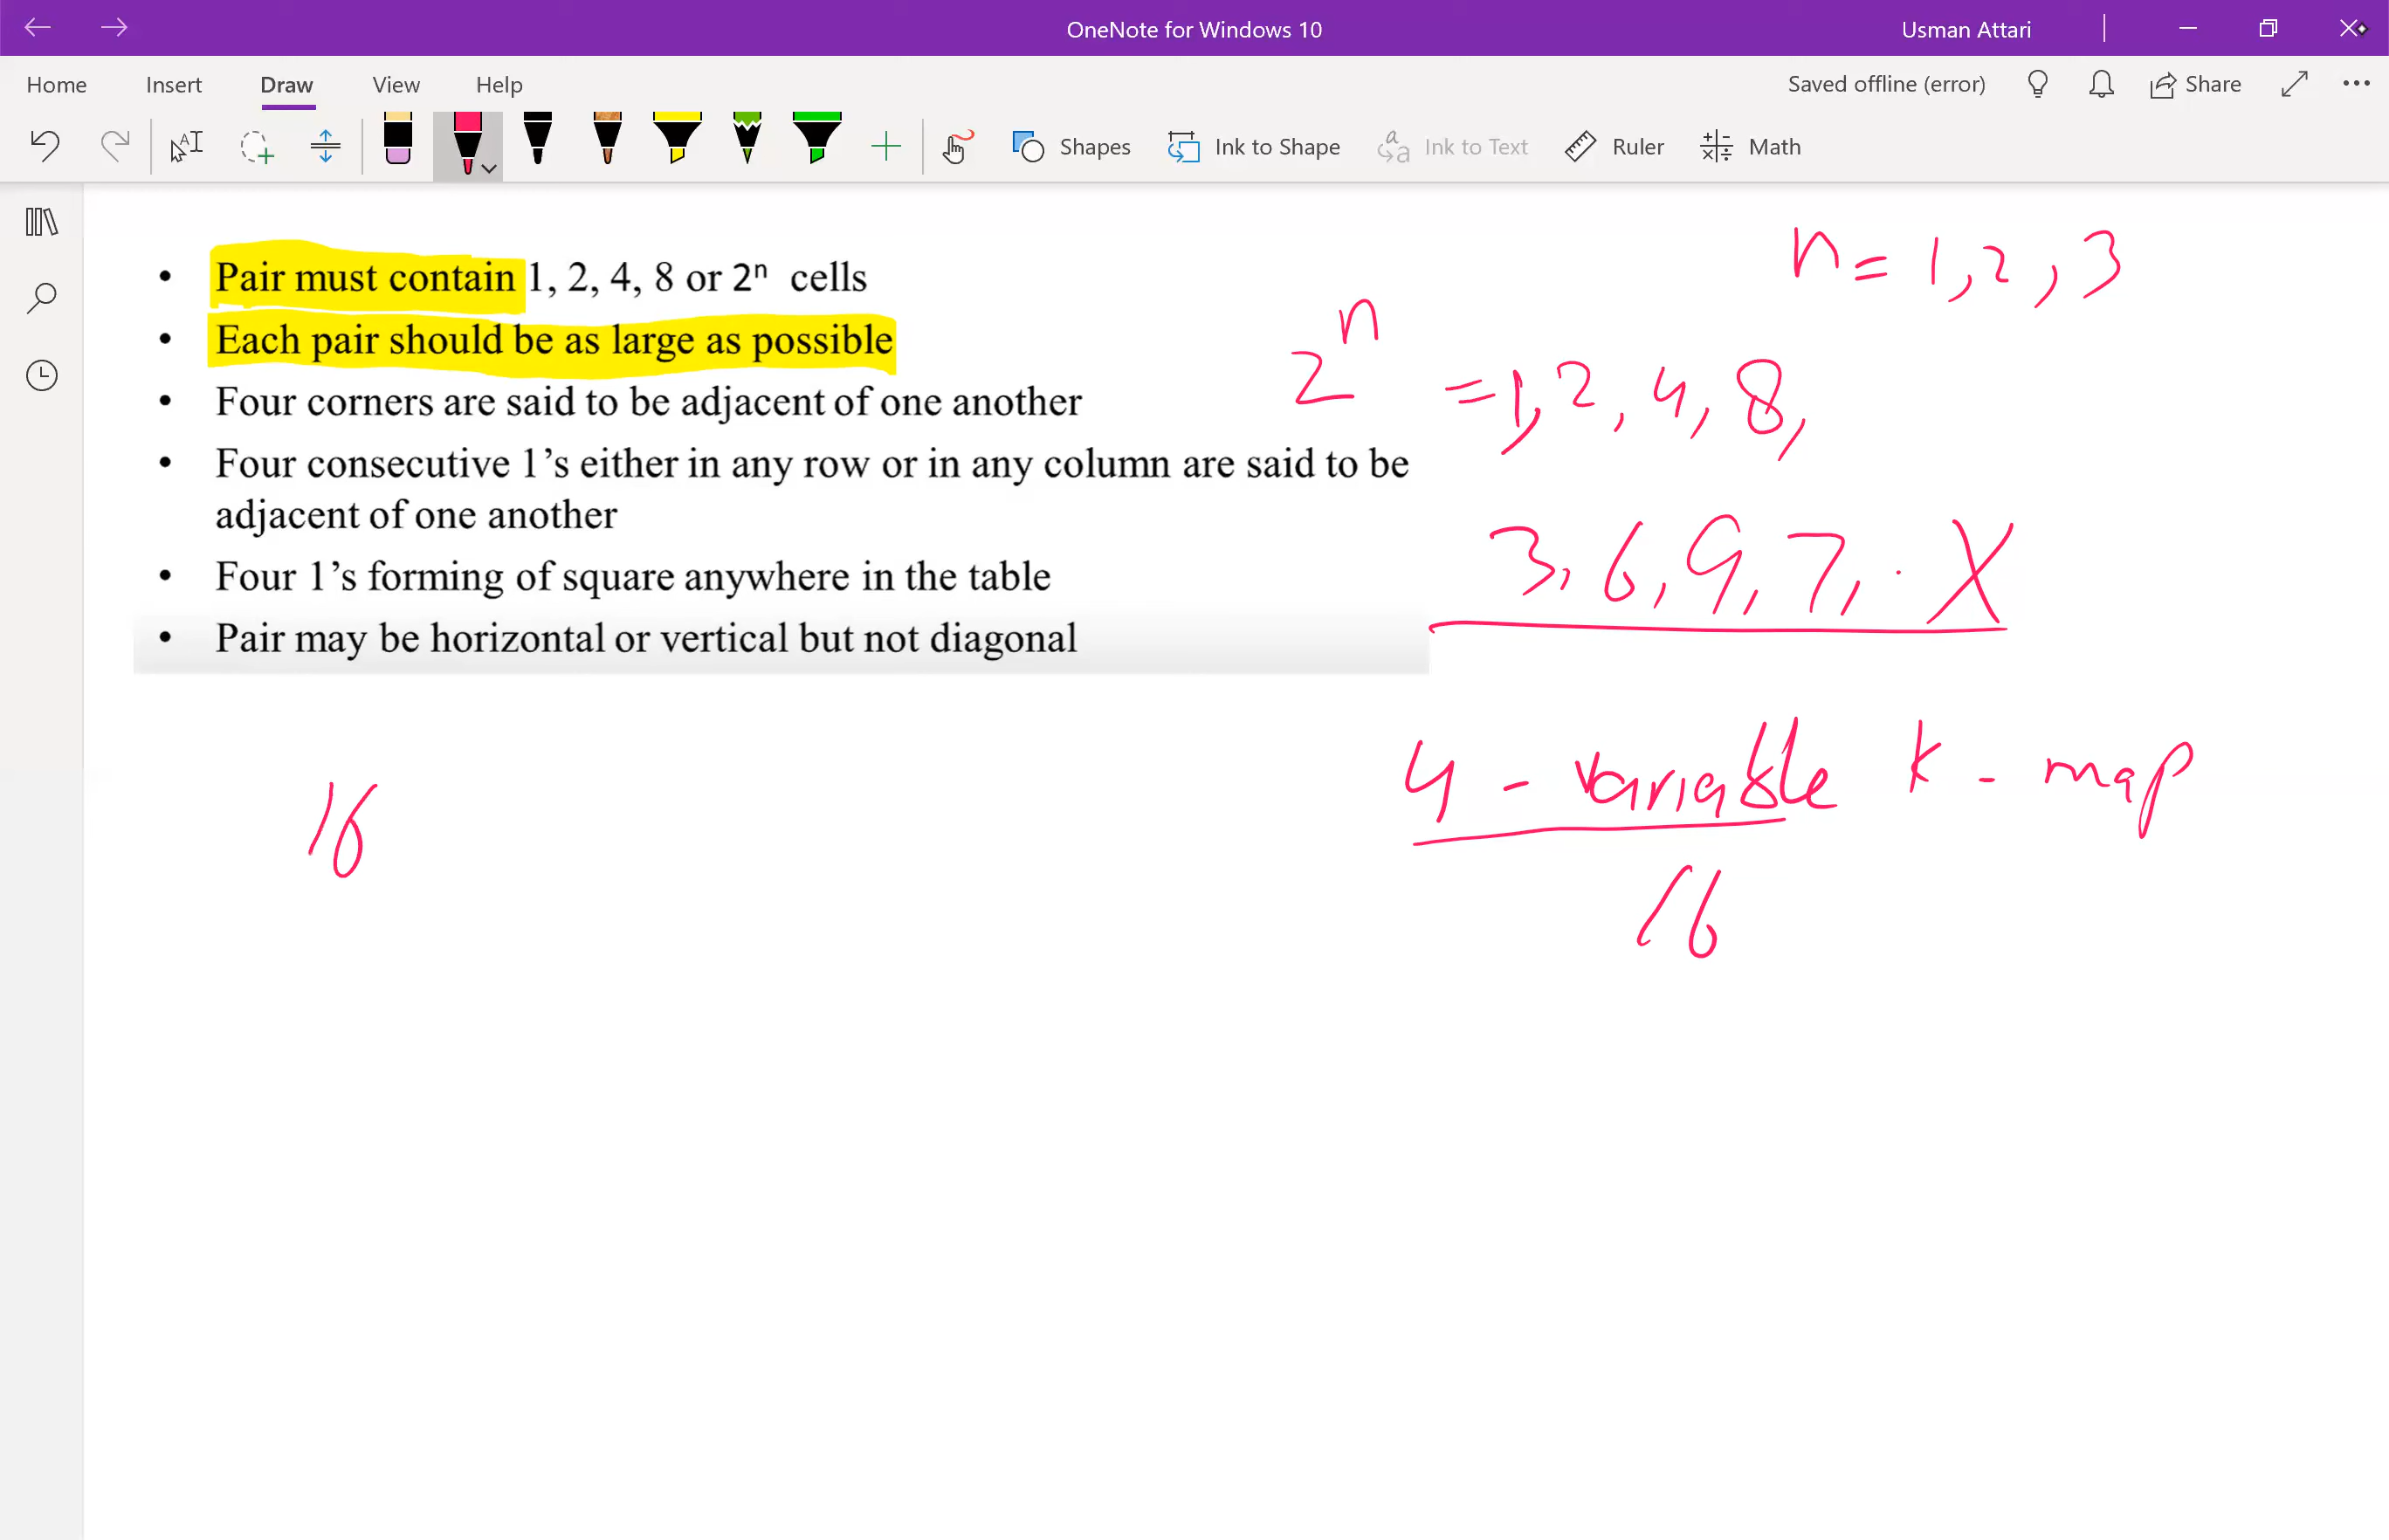 OneNote for Windows 10
Usman Attari
Home Insert Draw View Help
Saved offline (error) Share
Shapes Ink to Shape Ink to Text Ruler Math
n = 1, 2, 3
• Pair must contain 1, 2, 4, 8 or 2ⁿ cells
• Each pair should be as large as possible
2ⁿ = 1, 2, 4, 8,
• Four corners are said to be adjacent of one another
• Four consecutive 1's either in any row or in any column are said to be
adjacent of one another
3, 6, 9, 7, . X
• Four 1's forming of square anywhere in the table
• Pair may be horizontal or vertical but not diagonal
4 - variable k - map
16
16